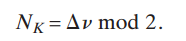 N_K = Δν mod 2.